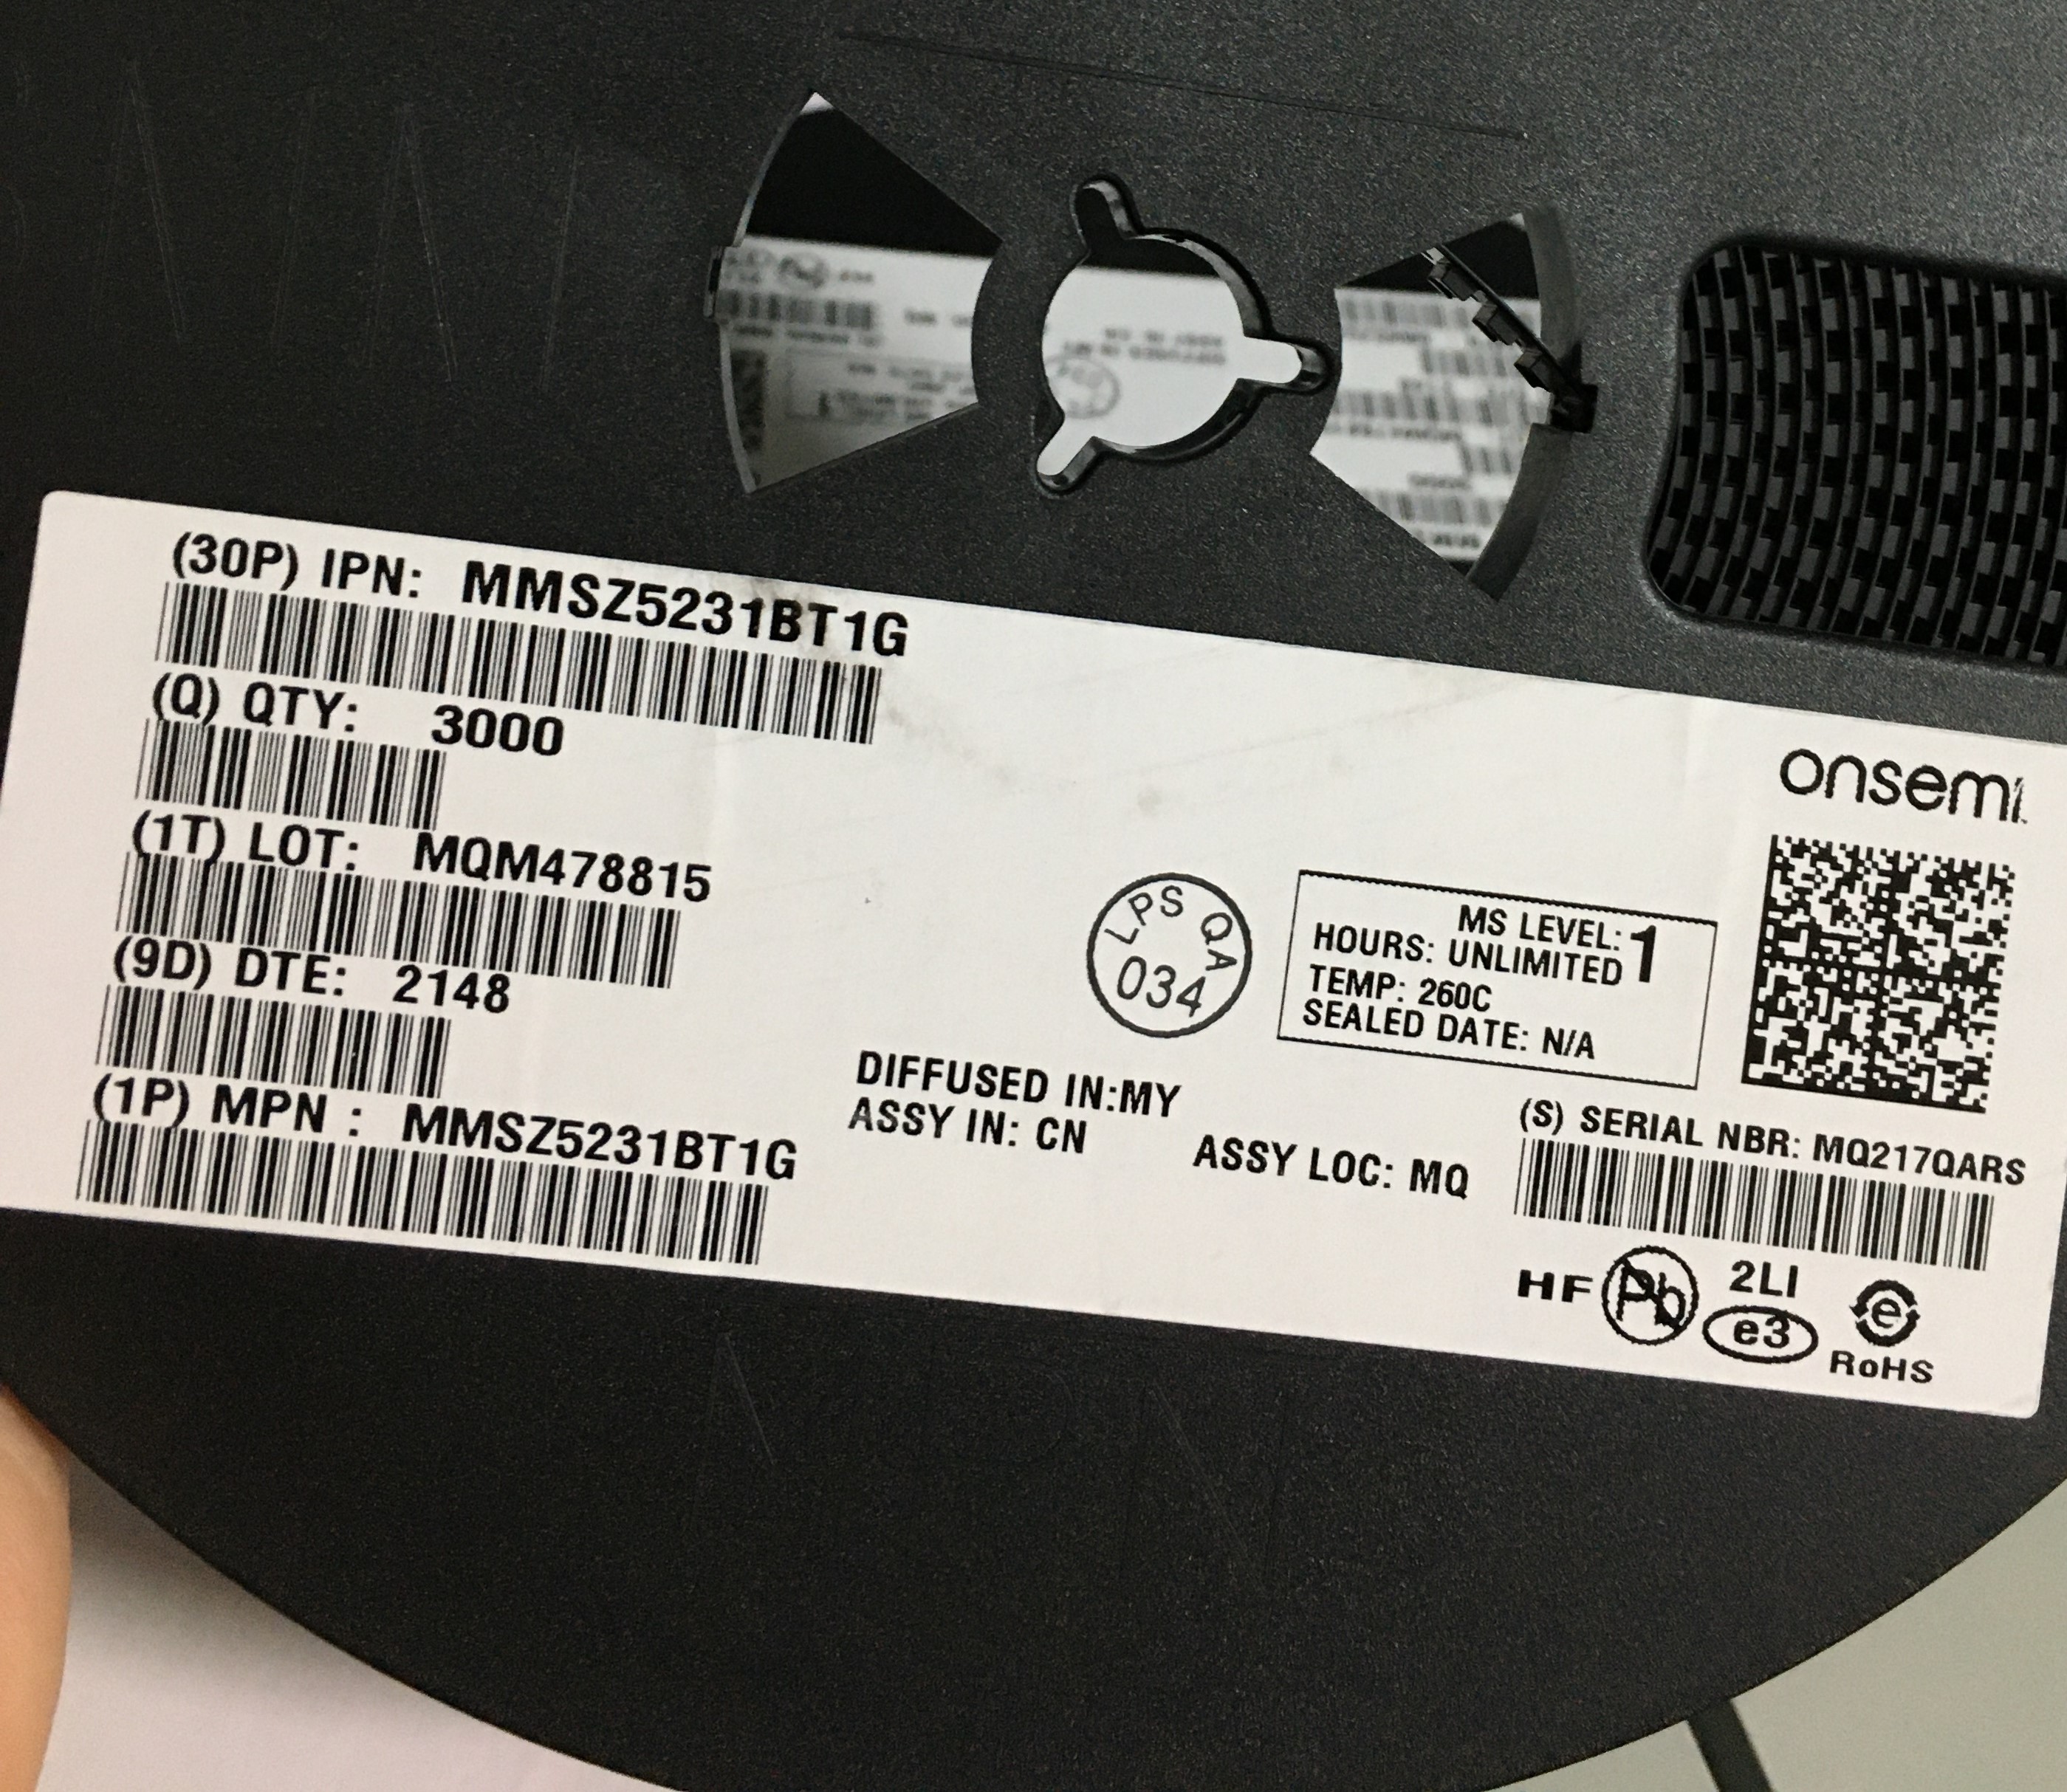 (30P) IPN: MMSZ5231BT1G
(Q) QTY: 3000
(1T) LOT: MQM478815
(9D) DTE: 2148
(1P) MPN : MMSZ5231BT1G
DIFFUSED IN:MY
ASSY IN: CN
ASSY LOC: MQ
LPS QA
034
MS LEVEL: 1
HOURS: UNLIMITED
TEMP: 260C
SEALED DATE: N/A
onsemi
(S) SERIAL NBR: MQ217QARS
HF Pb 2LI e
e3
RoHS